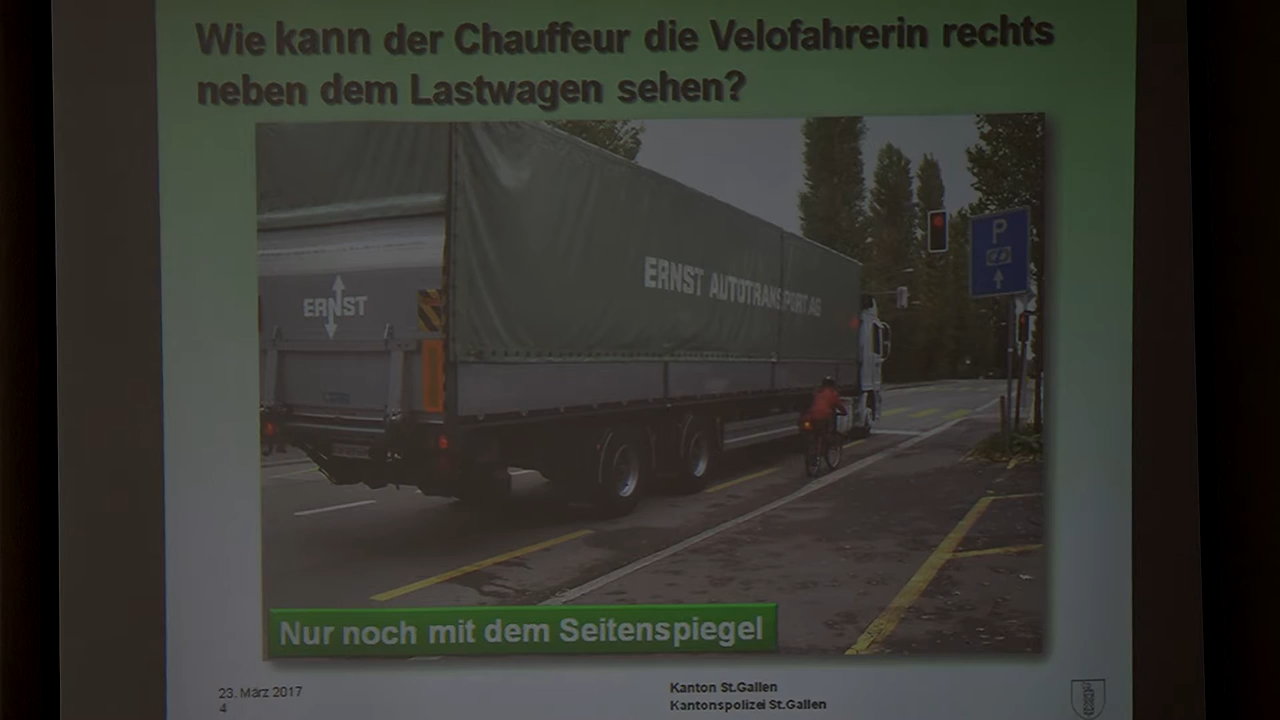 Wie kann der Chauffeur die Velofahrerin rechts
neben dem Lastwagen sehen?
ERNST AUTOTRANSPORT AG
P
ERNST
Nur noch mit dem Seitenspiegel
23. März 2017
4
Kanton St.Gallen
Kantonspolizei St.Gallen